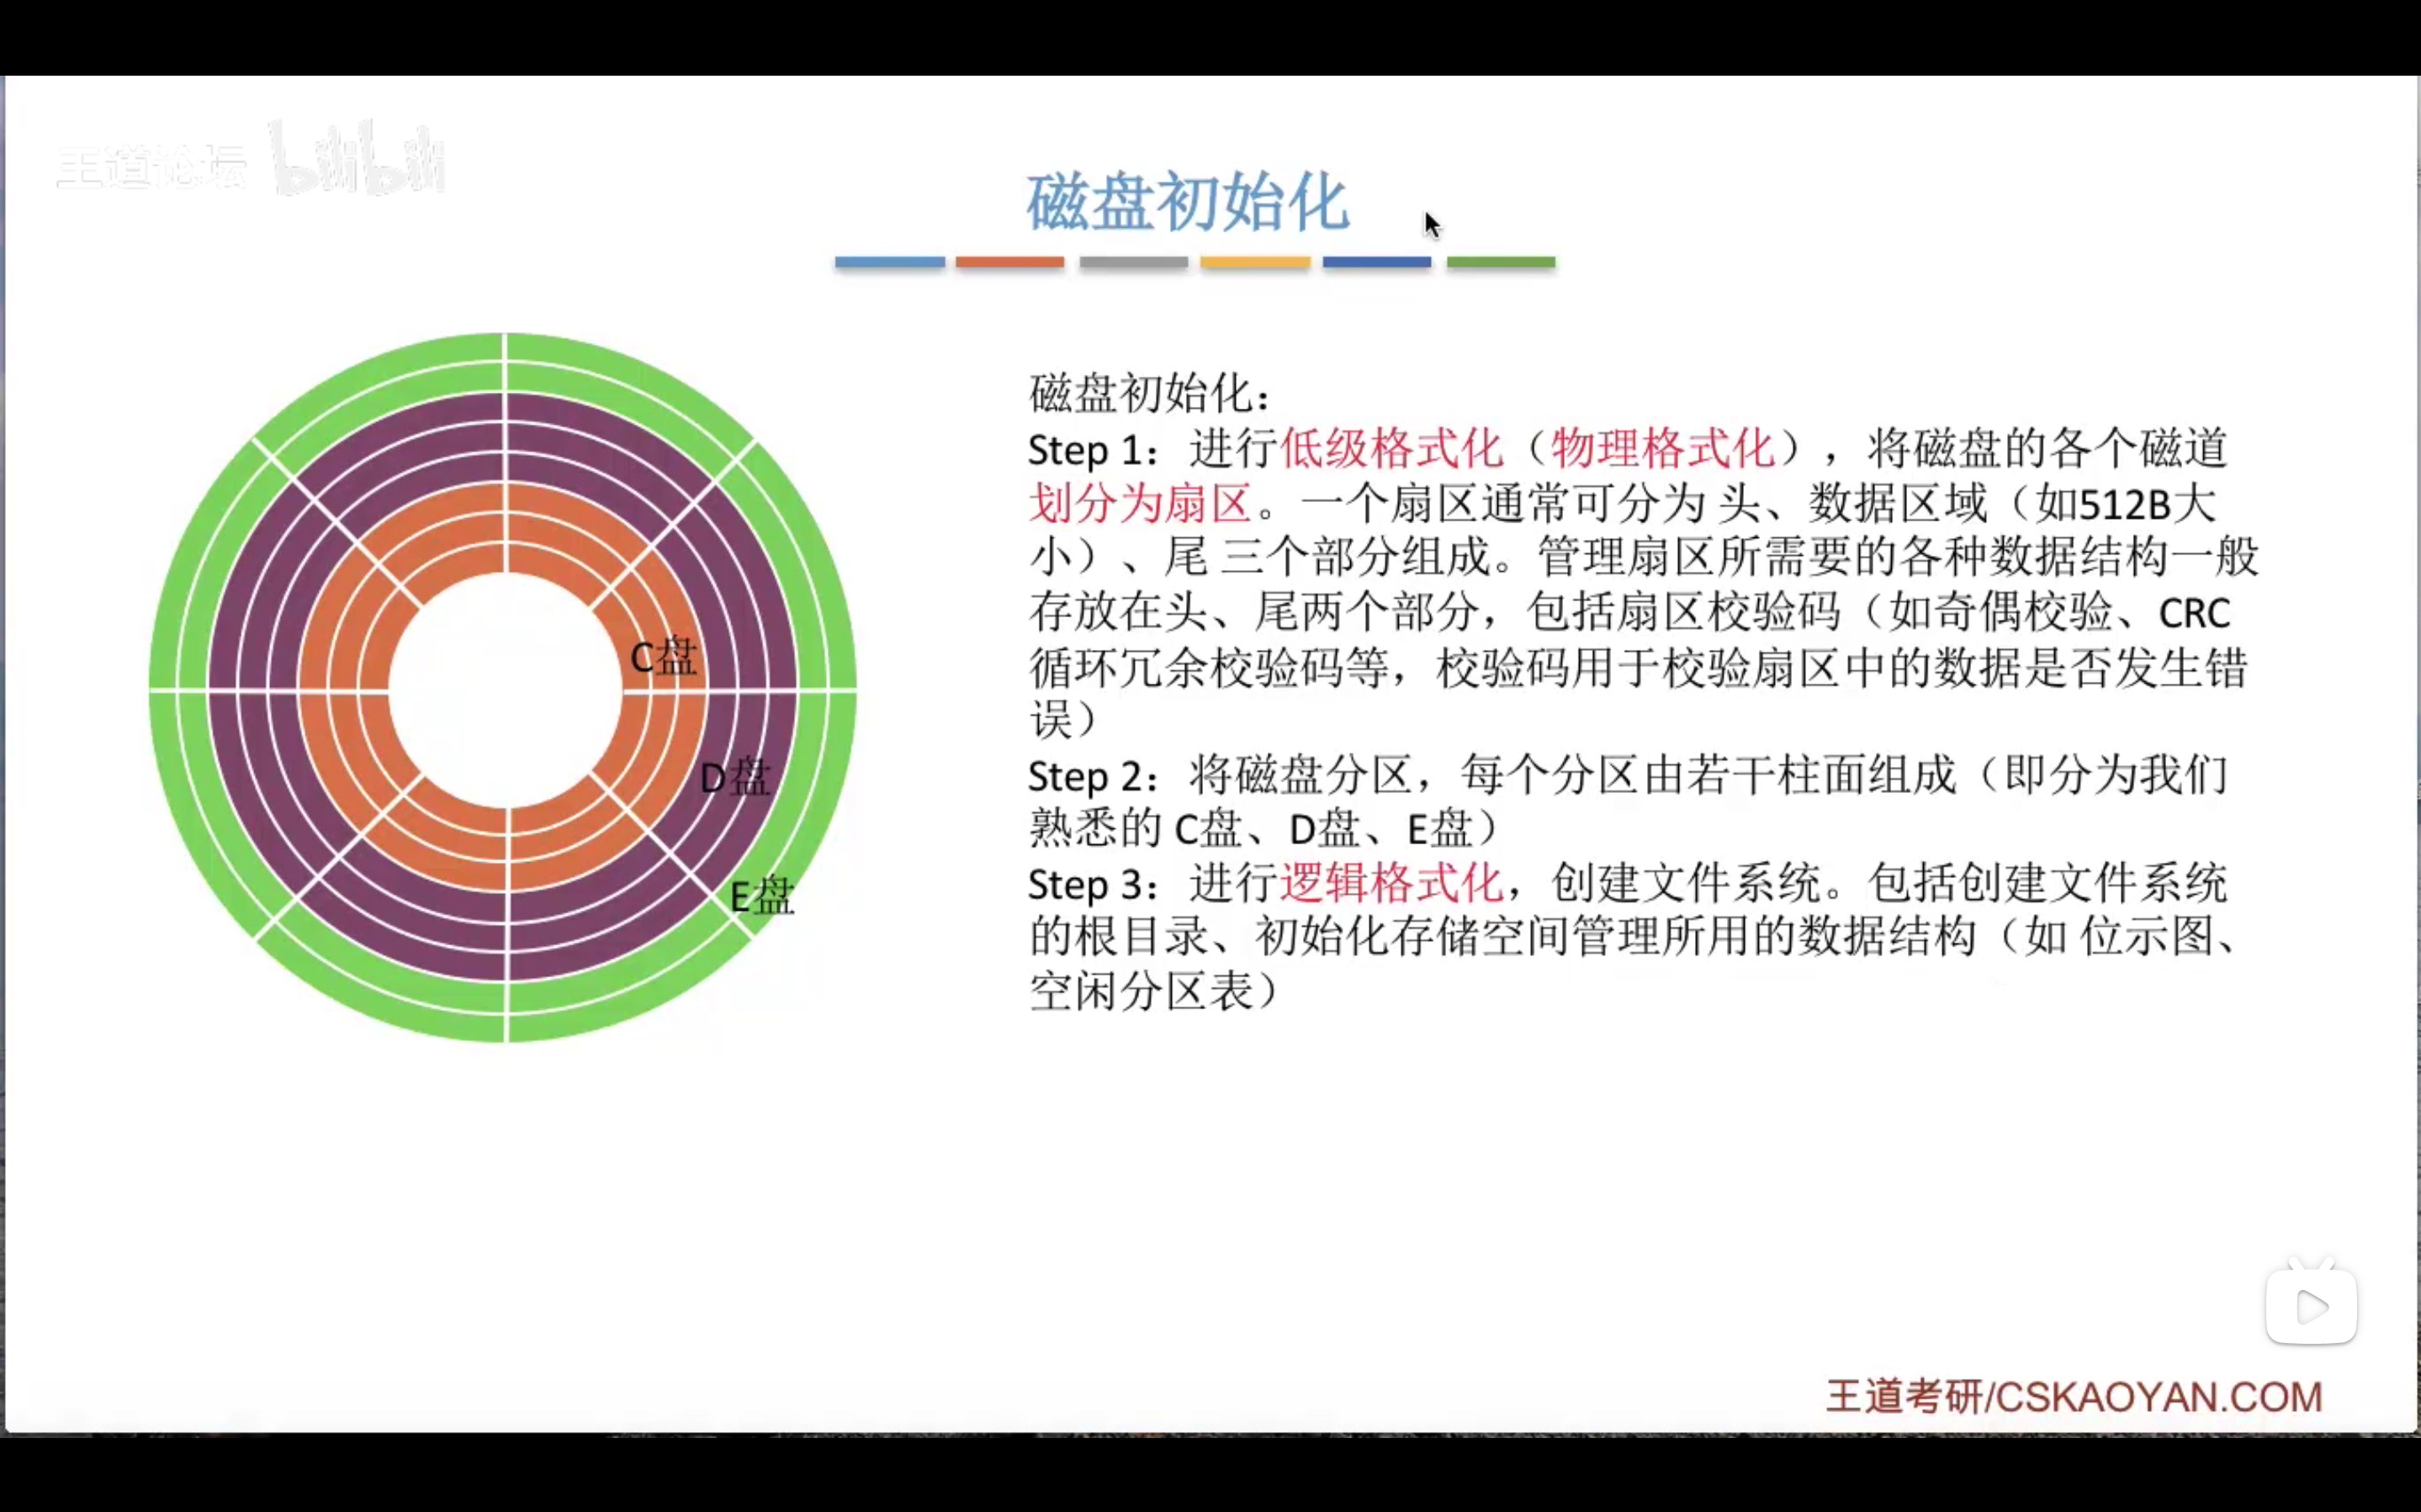 王道论坛 bilibili
磁盘初始化
磁盘初始化：
Step 1：进行低级格式化（物理格式化），将磁盘的各个磁道
划分为扇区。一个扇区通常可分为 头、数据区域（如512B大
小）、尾 三个部分组成。管理扇区所需要的各种数据结构一般
存放在头、尾两个部分，包括扇区校验码（如奇偶校验、CRC
循环冗余校验码等，校验码用于校验扇区中的数据是否发生错
误）
Step 2：将磁盘分区，每个分区由若干柱面组成（即分为我们
熟悉的 C盘、D盘、E盘）
Step 3：进行逻辑格式化，创建文件系统。包括创建文件系统
的根目录、初始化存储空间管理所用的数据结构（如 位示图、
空闲分区表）
C盘
D盘
E盘
王道考研/CSKAOYAN.COM